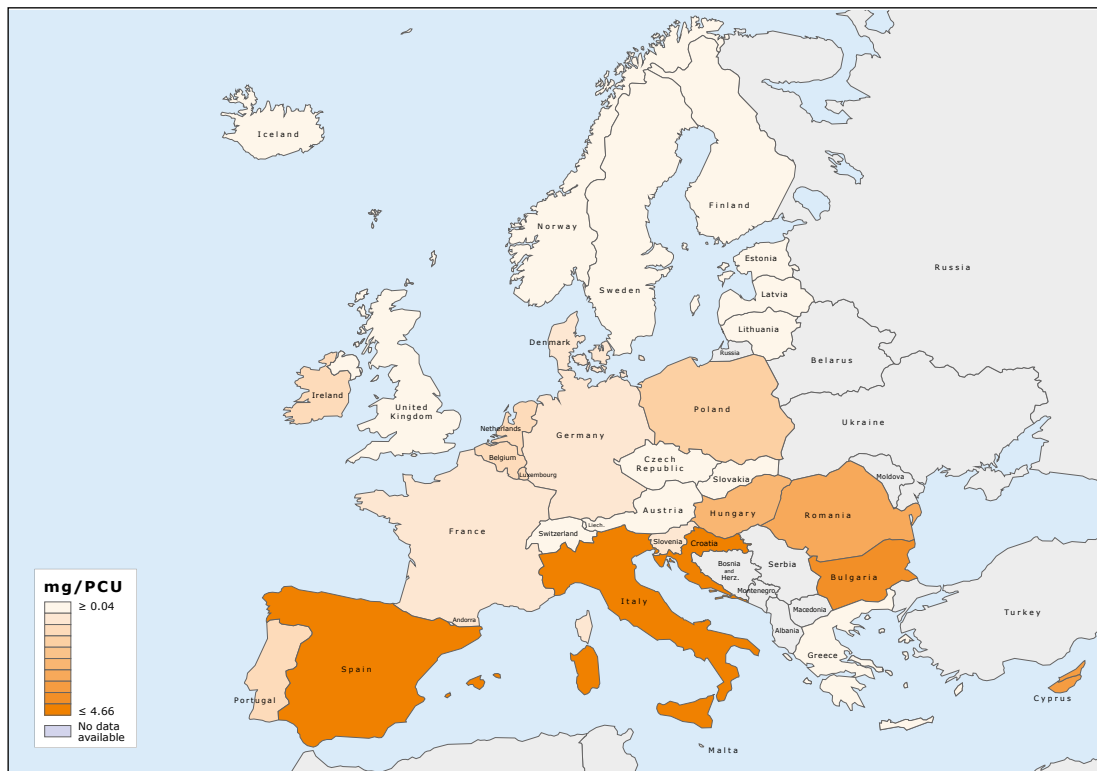 Iceland
Norway
Finland
Sweden
Estonia
Russia
Latvia
Lithuania
Denmark
Russia
Belarus
Ireland
United
Kingdom
Netherlands
Poland
Ukraine
Germany
Belgium
Luxembourg
Czech
Republic
Slovakia
Moldova
France
Austria
Hungary
Romania
Switzerland
Liech.
Slovenia
Croatia
Bosnia
and
Herz.
Serbia
Bulgaria
Montenegro
Italy
Macedonia
Turkey
Andorra
Albania
Spain
Greece
Portugal
Cyprus
Malta
mg/PCU
≥ 0.04
≤ 4.66
No data
available